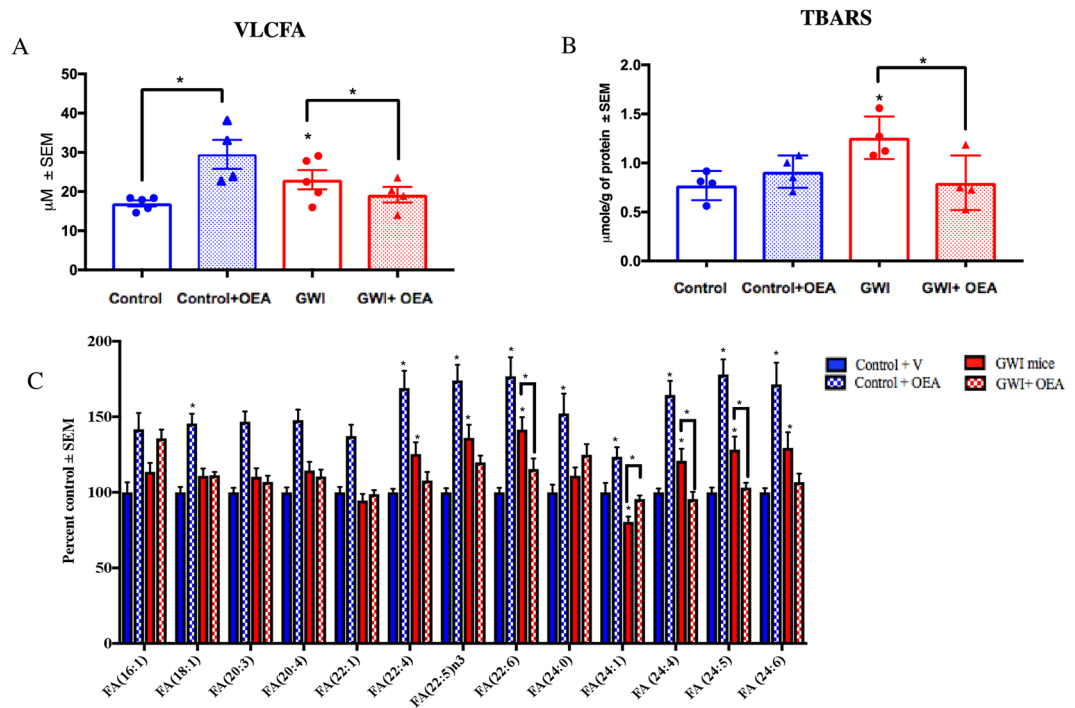 VLCFA
TBARS
A
B
μM ± SEM
50
40
30
20
10
0
*
*
*
Control
Control+OEA
GWI
GWI+ OEA
μmole/g of protein ± SEM
2.0
1.5
1.0
0.5
0.0
*
*
Control
Control+OEA
GWI
GWI+ OEA
C
Percent control ± SEM
200
150
100
50
0
* * * * * * * * * * * * * * * * * * * *
Control + V
GWI mice
Control + OEA
GWI+ OEA
FA(16:1)
FA(18:1)
FA(20:3)
FA(20:4)
FA(22:1)
FA(22:4)
FA(22:5)n3
FA(22:6)
FA(24:0)
FA(24:1)
FA (24:4)
FA (24:5)
FA (24:6)